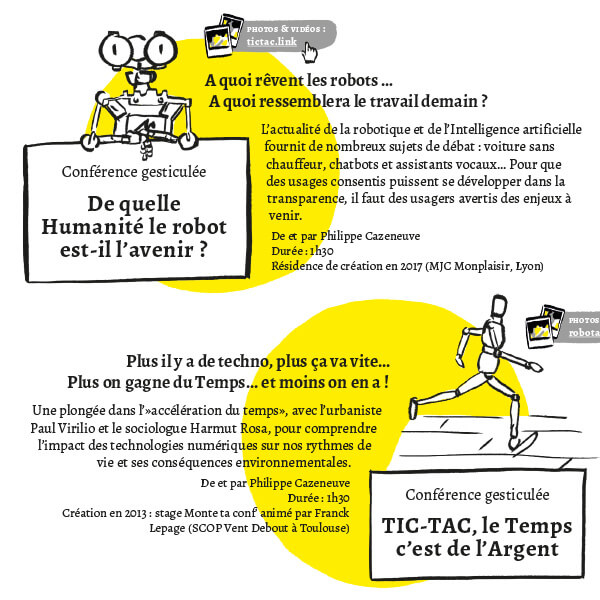 PHOTOS & VIDÉOS :
tictac.link
A quoi rêvent les robots ...
A quoi ressemblera le travail demain ?
L'actualité de la robotique et de l'Intelligence artificielle
fournit de nombreux sujets de débat : voiture sans
chauffeur, chatbots et assistants vocaux... Pour que
des usages consentis puissent se développer dans la
transparence, il faut des usagers avertis des enjeux à
venir.
De et par Philippe Cazeneuve
Durée : 1h30
Résidence de création en 2017 (MJC Monplaisir, Lyon)
Conférence gesticulée
De quelle
Humanité le robot
est-il l'avenir ?
PHOTOS
robota
Plus il y a de techno, plus ça va vite...
Plus on gagne du Temps... et moins on en a !
Une plongée dans l'»accélération du temps», avec l'urbaniste
Paul Virilio et le sociologue Harmut Rosa, pour comprendre
l'impact des technologies numériques sur nos rythmes de
vie et ses conséquences environnementales.
De et par Philippe Cazeneuve
Durée : 1h30
Création en 2013 : stage Monte ta conf' animé par Franck
Lepage (SCOP Vent Debout à Toulouse)
Conférence gesticulée
TIC-TAC, le Temps
c'est de l'Argent